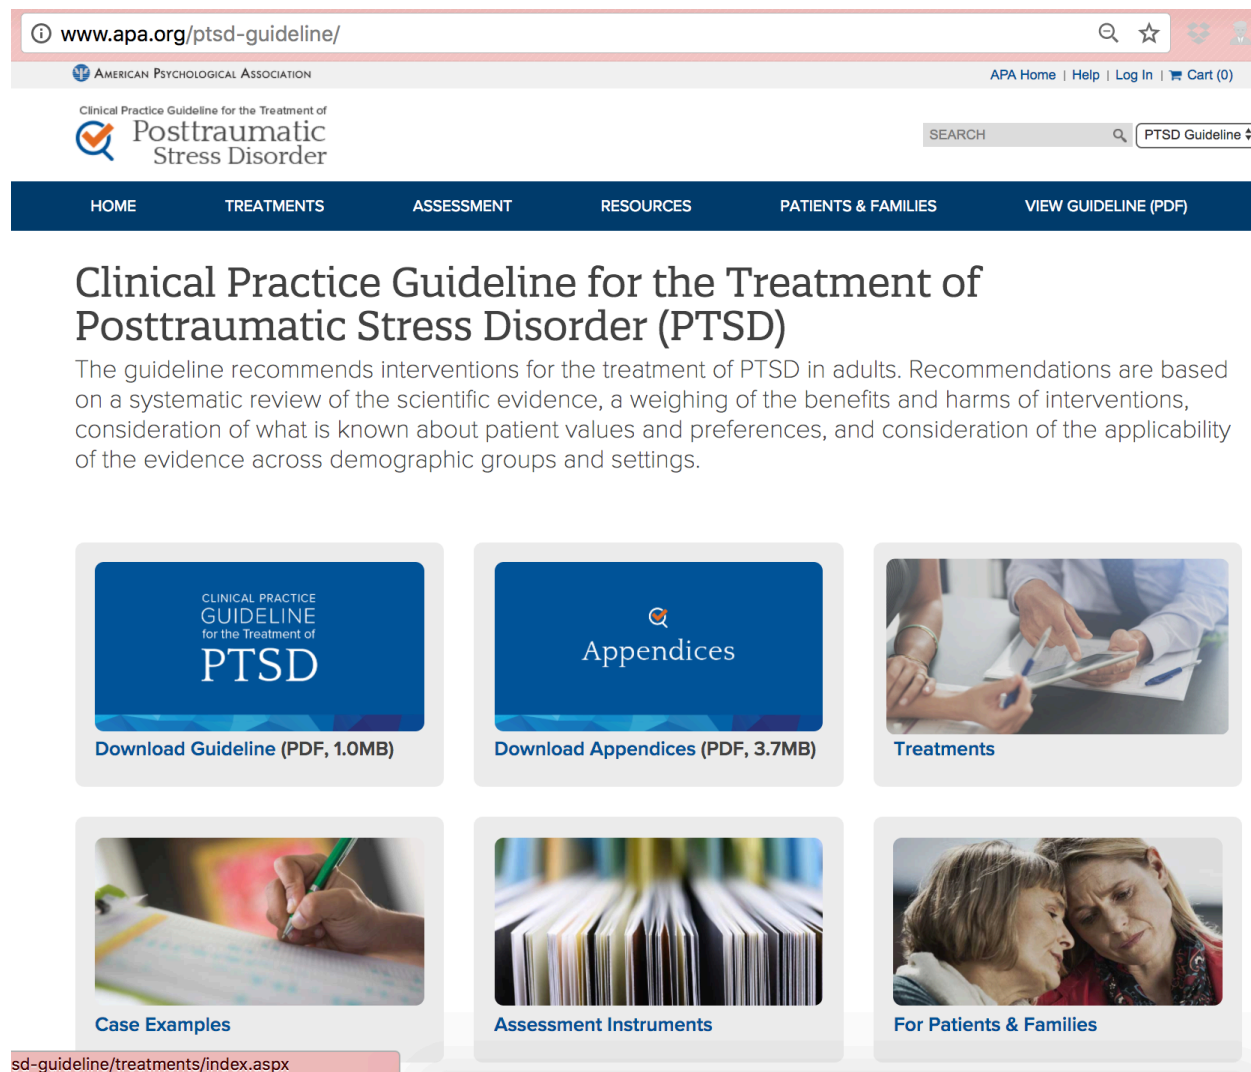 www.apa.org/ptsd-guideline/
AMERICAN PSYCHOLOGICAL ASSOCIATION
APA Home | Help | Log In | Cart (0)
Clinical Practice Guideline for the Treatment of
Posttraumatic
Stress Disorder
SEARCH
PTSD Guideline
HOME
TREATMENTS
ASSESSMENT
RESOURCES
PATIENTS & FAMILIES
VIEW GUIDELINE (PDF)
Clinical Practice Guideline for the Treatment of
Posttraumatic Stress Disorder (PTSD)
The guideline recommends interventions for the treatment of PTSD in adults. Recommendations are based
on a systematic review of the scientific evidence, a weighing of the benefits and harms of interventions,
consideration of what is known about patient values and preferences, and consideration of the applicability
of the evidence across demographic groups and settings.
CLINICAL PRACTICE
GUIDELINE
for the Treatment of
PTSD
Download Guideline (PDF, 1.0MB)
Appendices
Download Appendices (PDF, 3.7MB)
Treatments
Case Examples
Assessment Instruments
For Patients & Families
sd-guideline/treatments/index.aspx